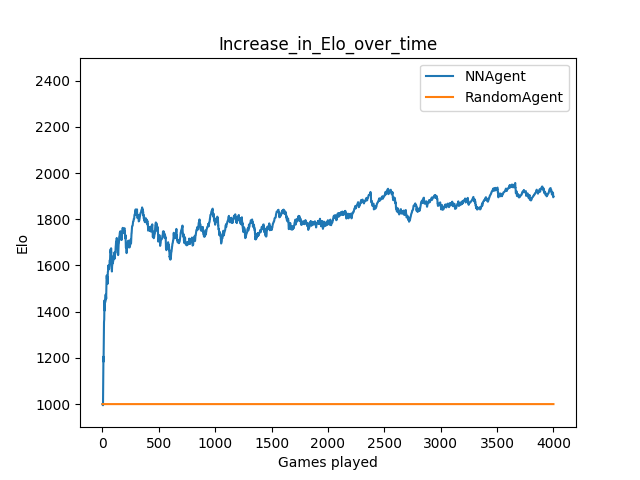 Increase_in_Elo_over_time
NNAgent
RandomAgent
2400
2200
2000
1800
1600
1400
1200
1000
Elo
0 500 1000 1500 2000 2500 3000 3500 4000
Games played